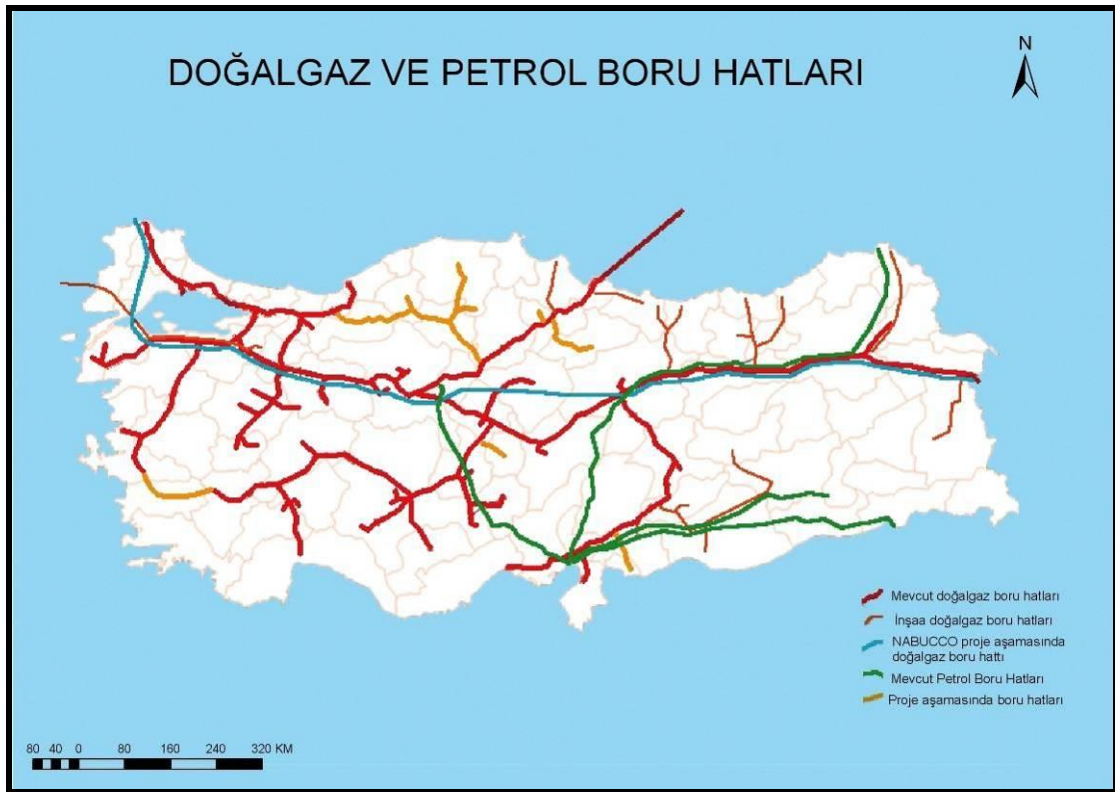 DOĞALGAZ VE PETROL BORU HATLARI
N
Mevcut doğalgaz boru hatları
İnşaa doğalgaz boru hatları
NABUCCO proje aşamasında
doğalgaz boru hattı
Mevcut Petrol Boru Hatları
Proje aşamasında boru hatları
80 40 0 80 160 240 320 KM